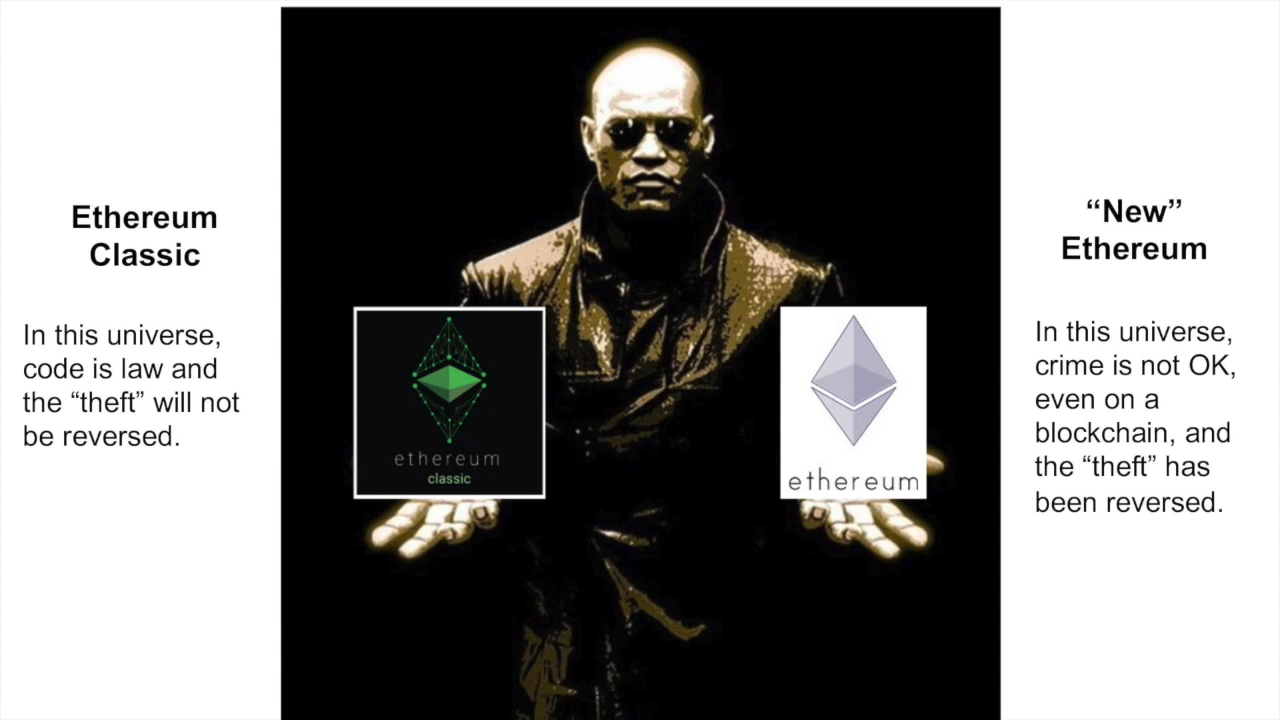 Ethereum
Classic
In this universe,
code is law and
the “theft” will not
be reversed.
ethereum
classic
ethereum
“New”
Ethereum
In this universe,
crime is not OK,
even on a
blockchain, and
the “theft” has
been reversed.